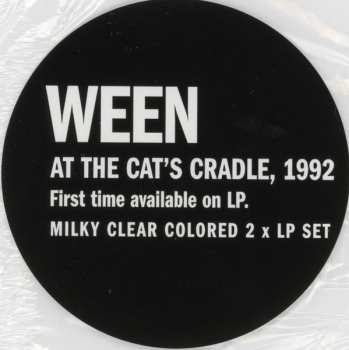 WEEN
AT THE CAT'S CRADLE, 1992
First time available on LP.
MILKY CLEAR COLORED 2 x LP SET